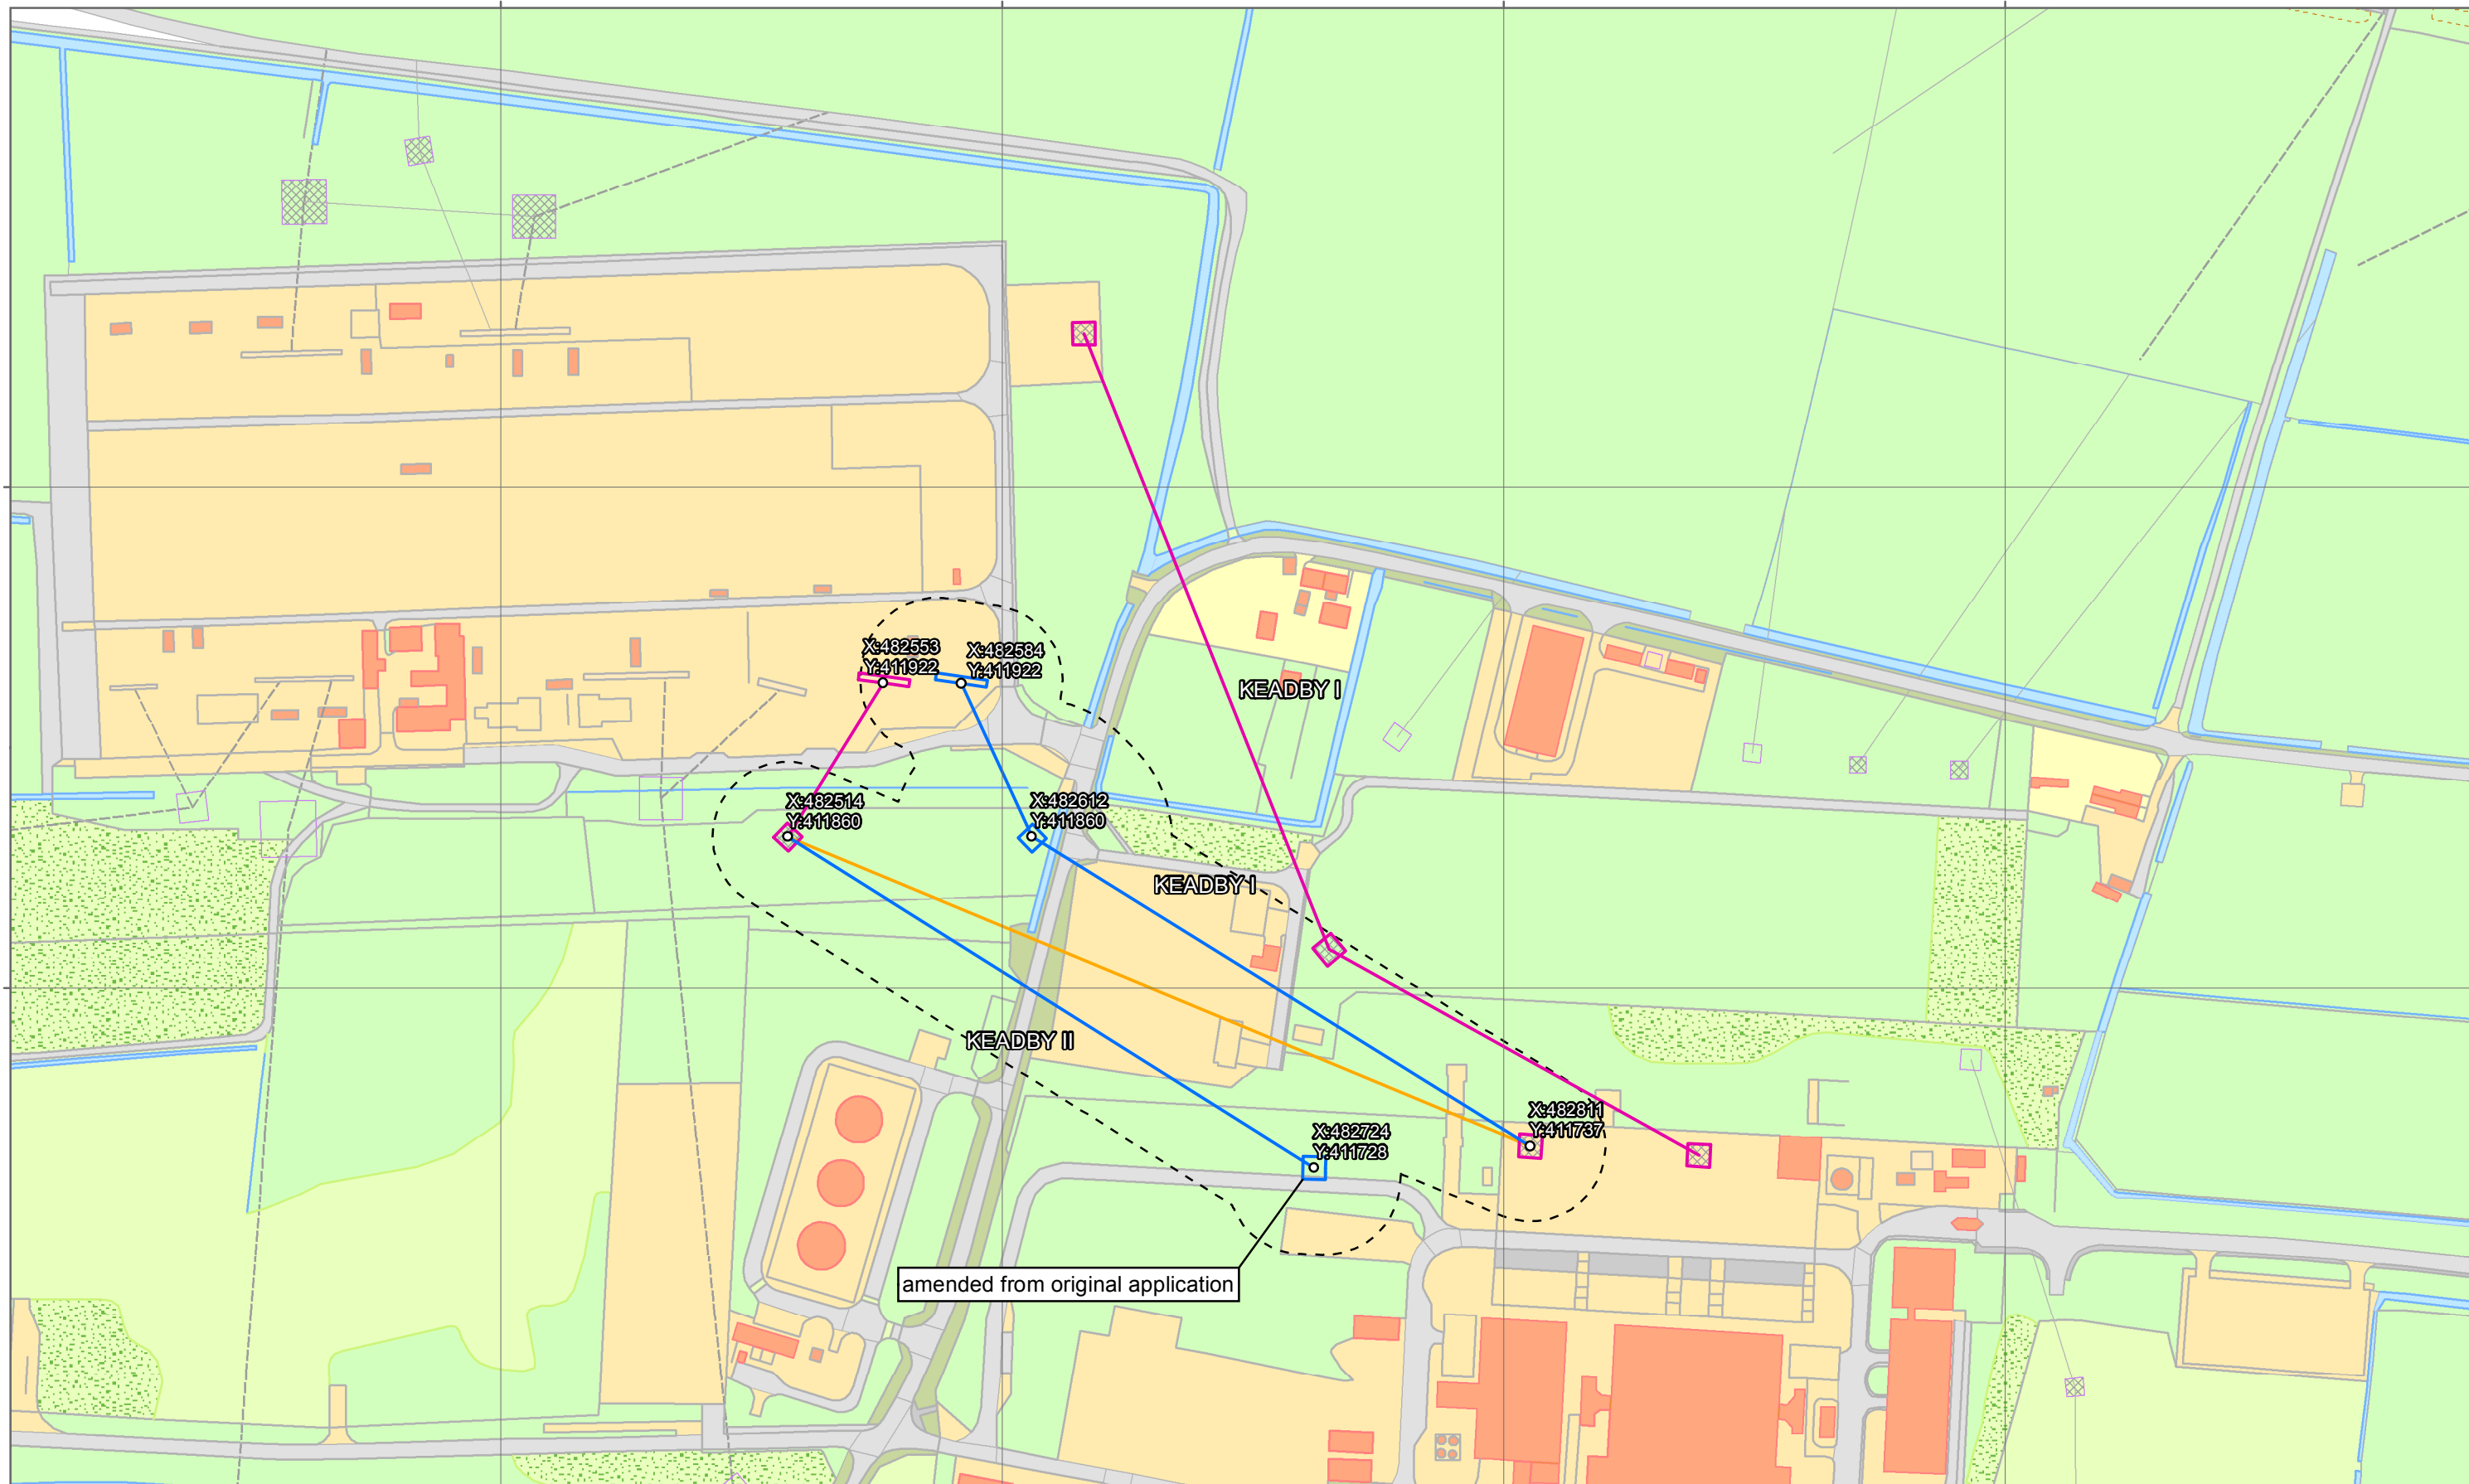 X:482553
Y:411922
X:482584
Y:411922
KEADBY I
X:482514
Y:411860
X:482612
Y:411860
KEADBY I
KEADBY II
X:482811
Y:411737
X:482724
Y:411728
amended from original application